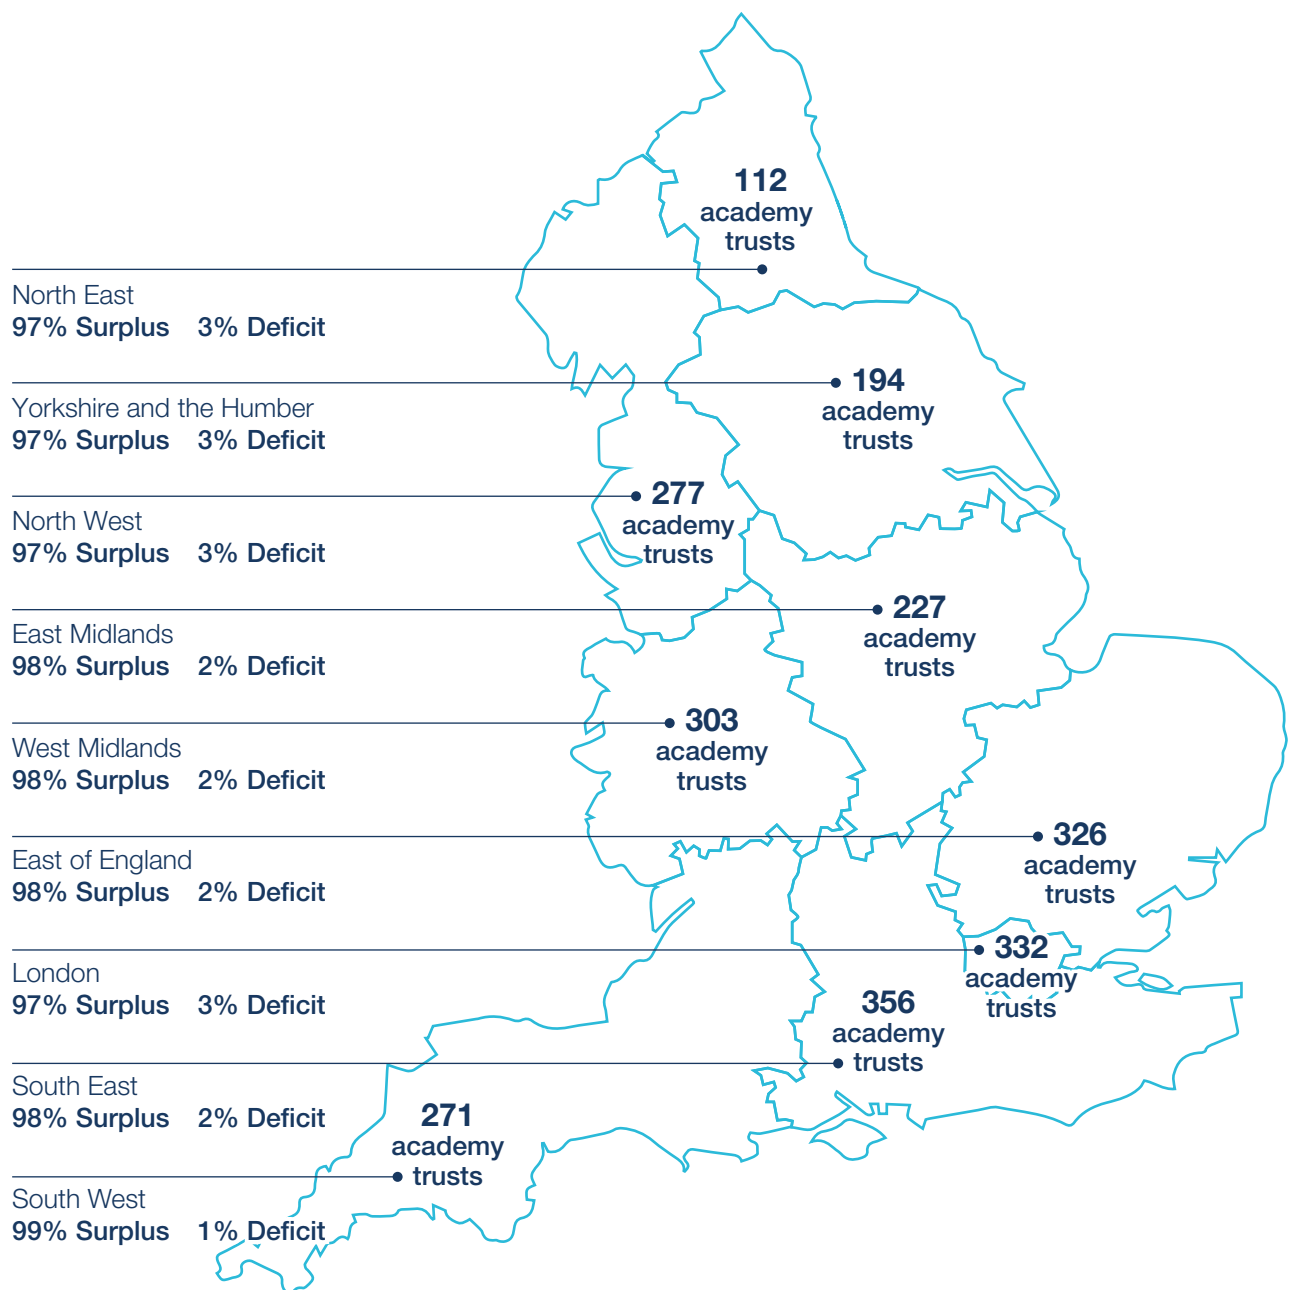 112
academy
trusts
North East
97% Surplus 3% Deficit
194
academy
trusts
Yorkshire and the Humber
97% Surplus 3% Deficit
277
academy
trusts
North West
97% Surplus 3% Deficit
227
academy
trusts
East Midlands
98% Surplus 2% Deficit
303
academy
trusts
West Midlands
98% Surplus 2% Deficit
326
academy
trusts
East of England
98% Surplus 2% Deficit
332
academy
trusts
London
97% Surplus 3% Deficit
356
academy
trusts
South East
98% Surplus 2% Deficit
271
academy
trusts
South West
99% Surplus 1% Deficit